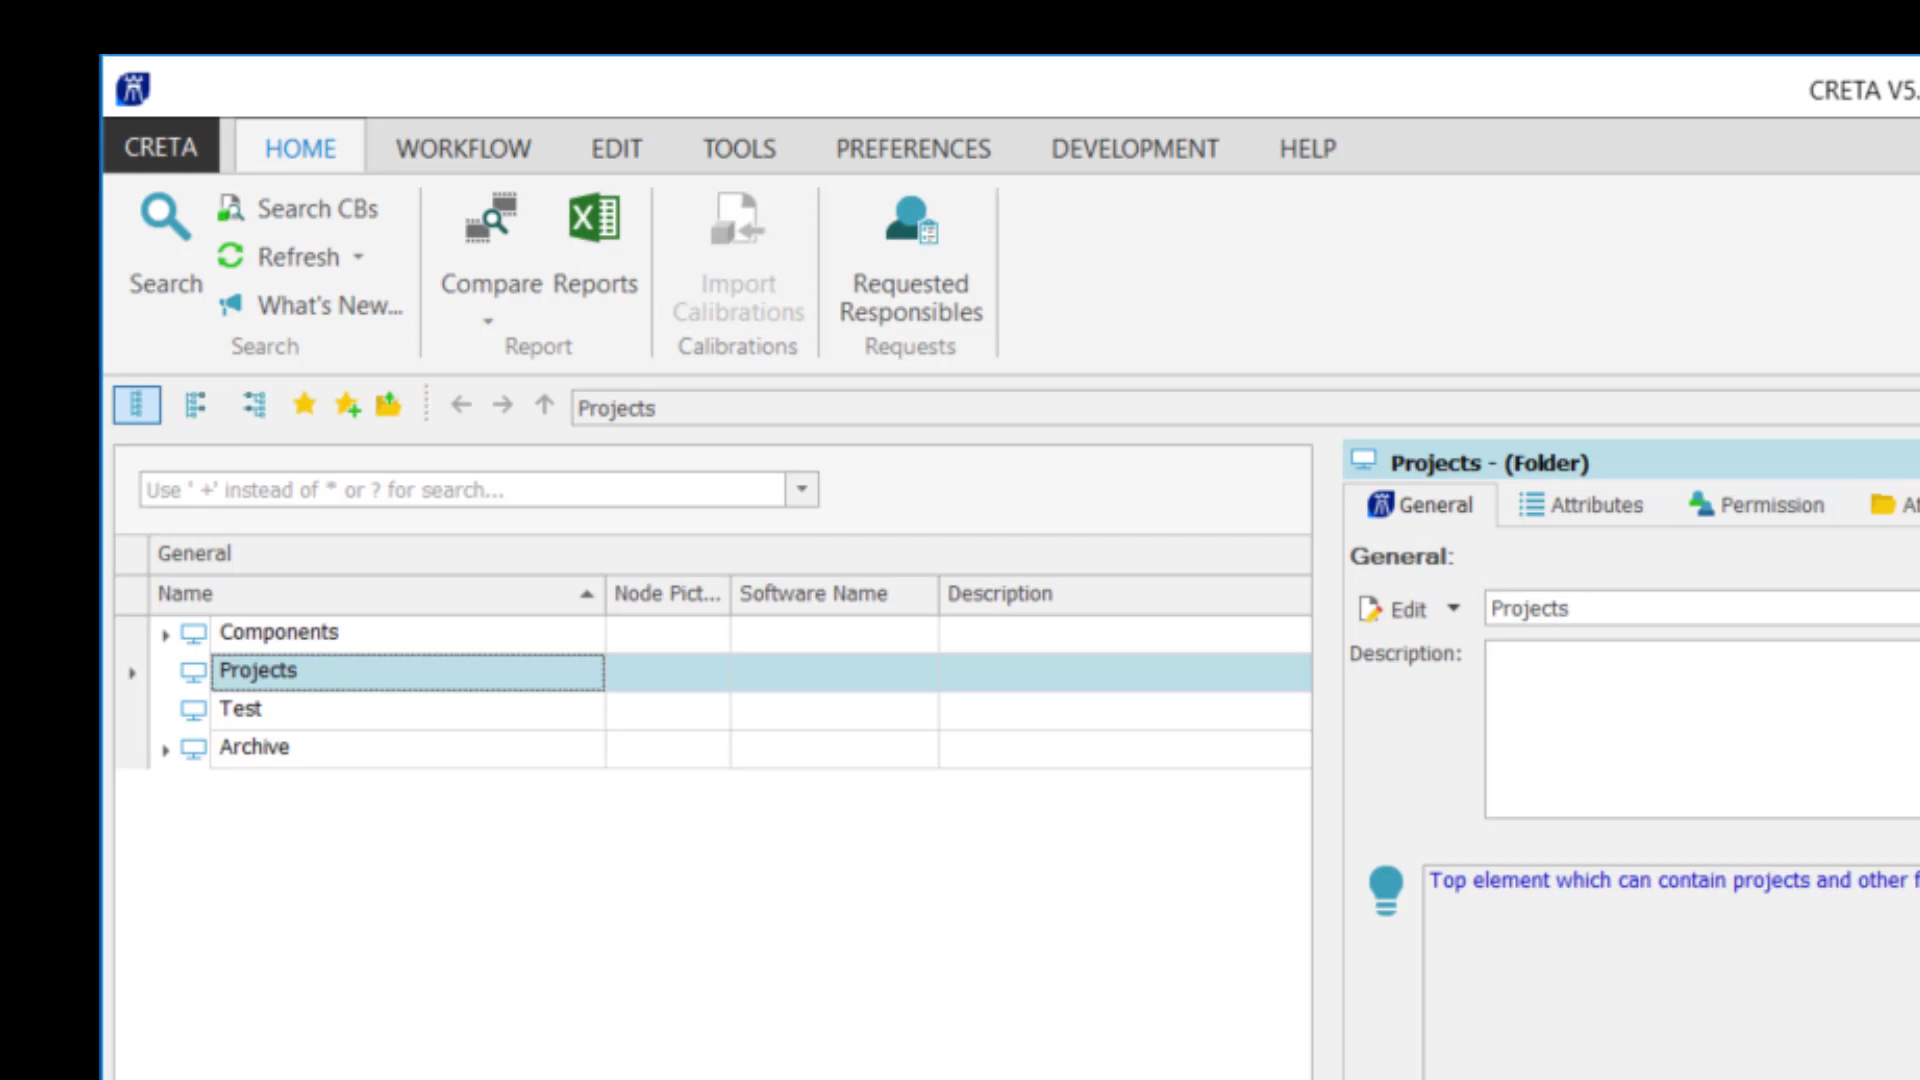 CRETA V5.
CRETA HOME WORKFLOW EDIT TOOLS PREFERENCES DEVELOPMENT HELP
Search
Search CBs
Refresh
What's New...
Search
Compare Reports
Report
Import
Calibrations
Calibrations
Requested
Responsibles
Requests
Projects
Use ' +' instead of * or ? for search...
General
Name Node Pict... Software Name Description
Components
Projects
Test
Archive
Projects - (Folder)
General Attributes Permission
General:
Edit Projects
Description:
Top element which can contain projects and other